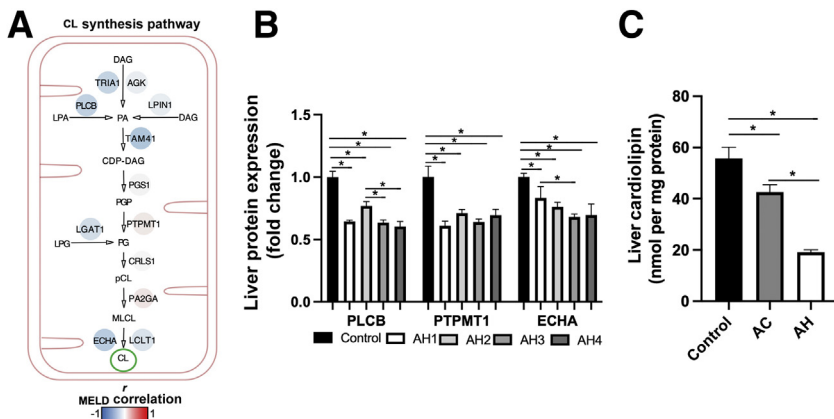 A
CL synthesis pathway
DAG
TRIA1 AGK
PLCB LPIN1
LPA PA DAG
TAM41
CDP-DAG
PGS1
PGP
PTPMT1
LGAT1
LPG PG
CRLS1
pCL
PA2GA
MLCL
ECHA LCLT1
CL
r
MELD correlation
-1 1
B
Liver protein expression
(fold change)
1.5
1.0
0.5
0.0
* * * * * * * * * * * * * * *
PLCB PTPMT1 ECHA
Control AH1 AH2 AH3 AH4
C
Liver cardiolipin
(nmol per mg protein)
80
60
40
20
0
*
* *
Control AC AH